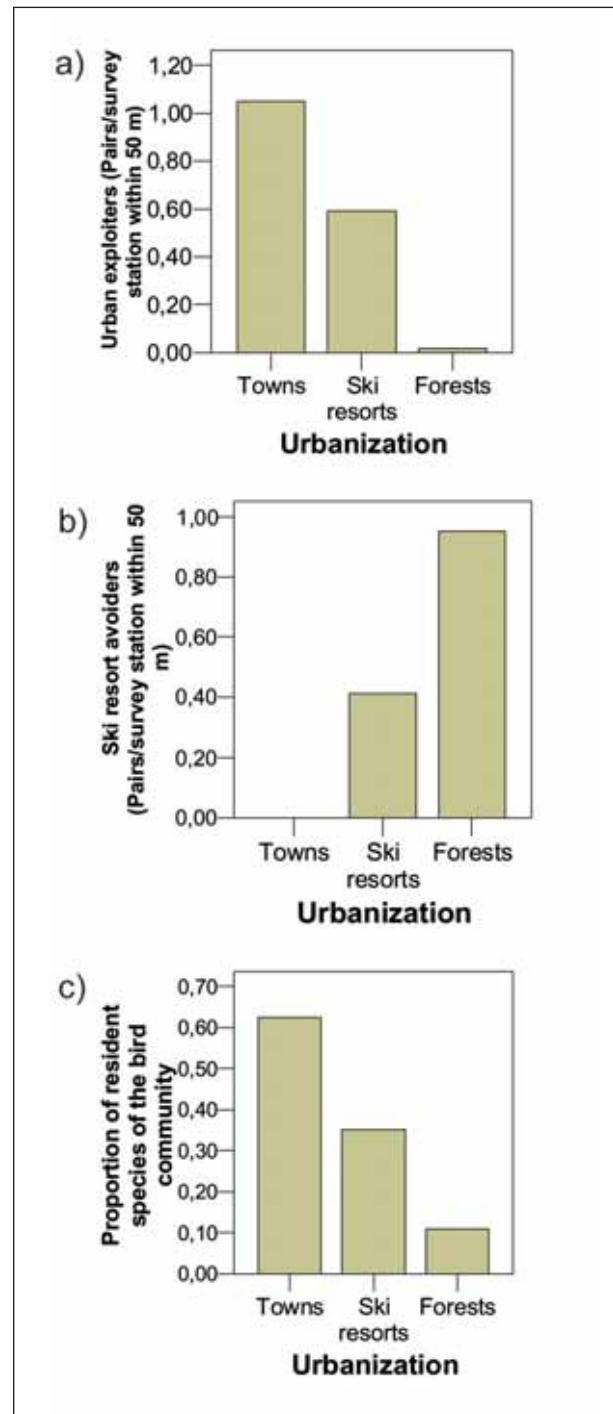 a)
Urban exploiters (Pairs/survey
station within 50 m)
1,20
1,00
0,80
0,60
0,40
0,20
0,00
Towns
Ski
resorts
Forests
Urbanization
b)
Ski resort avoiders
(Pairs/survey station within 50
m)
1,00
0,80
0,60
0,40
0,20
0,00
Towns
Ski
resorts
Forests
Urbanization
c)
Proportion of resident
species of the bird
community
0,70
0,60
0,50
0,40
0,30
0,20
0,10
0,00
Towns
Ski
resorts
Forests
Urbanization